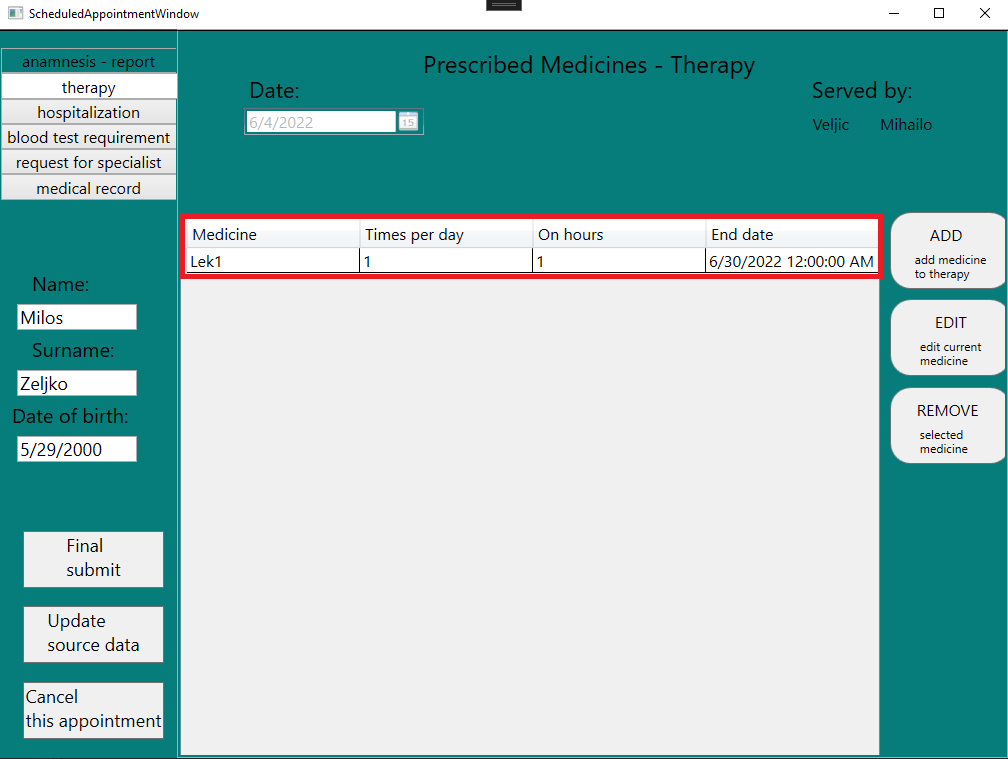 ScheduledAppointmentWindow
anamnesis - report
therapy
hospitalization
blood test requirement
request for specialist
medical record
Name:
Milos
Surname:
Zeljko
Date of birth:
5/29/2000
Final
submit
Update
source data
Cancel
this appointment
Prescribed Medicines - Therapy
Date:
6/4/2022
15
Served by:
Veljic Mihailo
Medicine Times per day On hours End date
Lek1 1 1 6/30/2022 12:00:00 AM
ADD
add medicine
to therapy
EDIT
edit current
medicine
REMOVE
selected
medicine